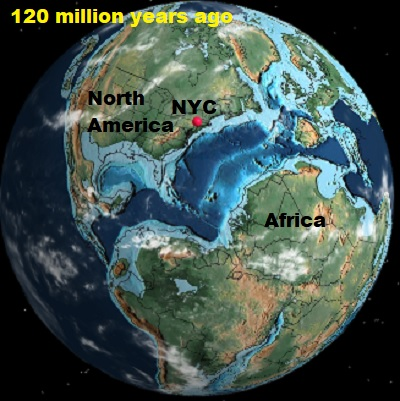 120 million years ago
North
America
NYC
Africa